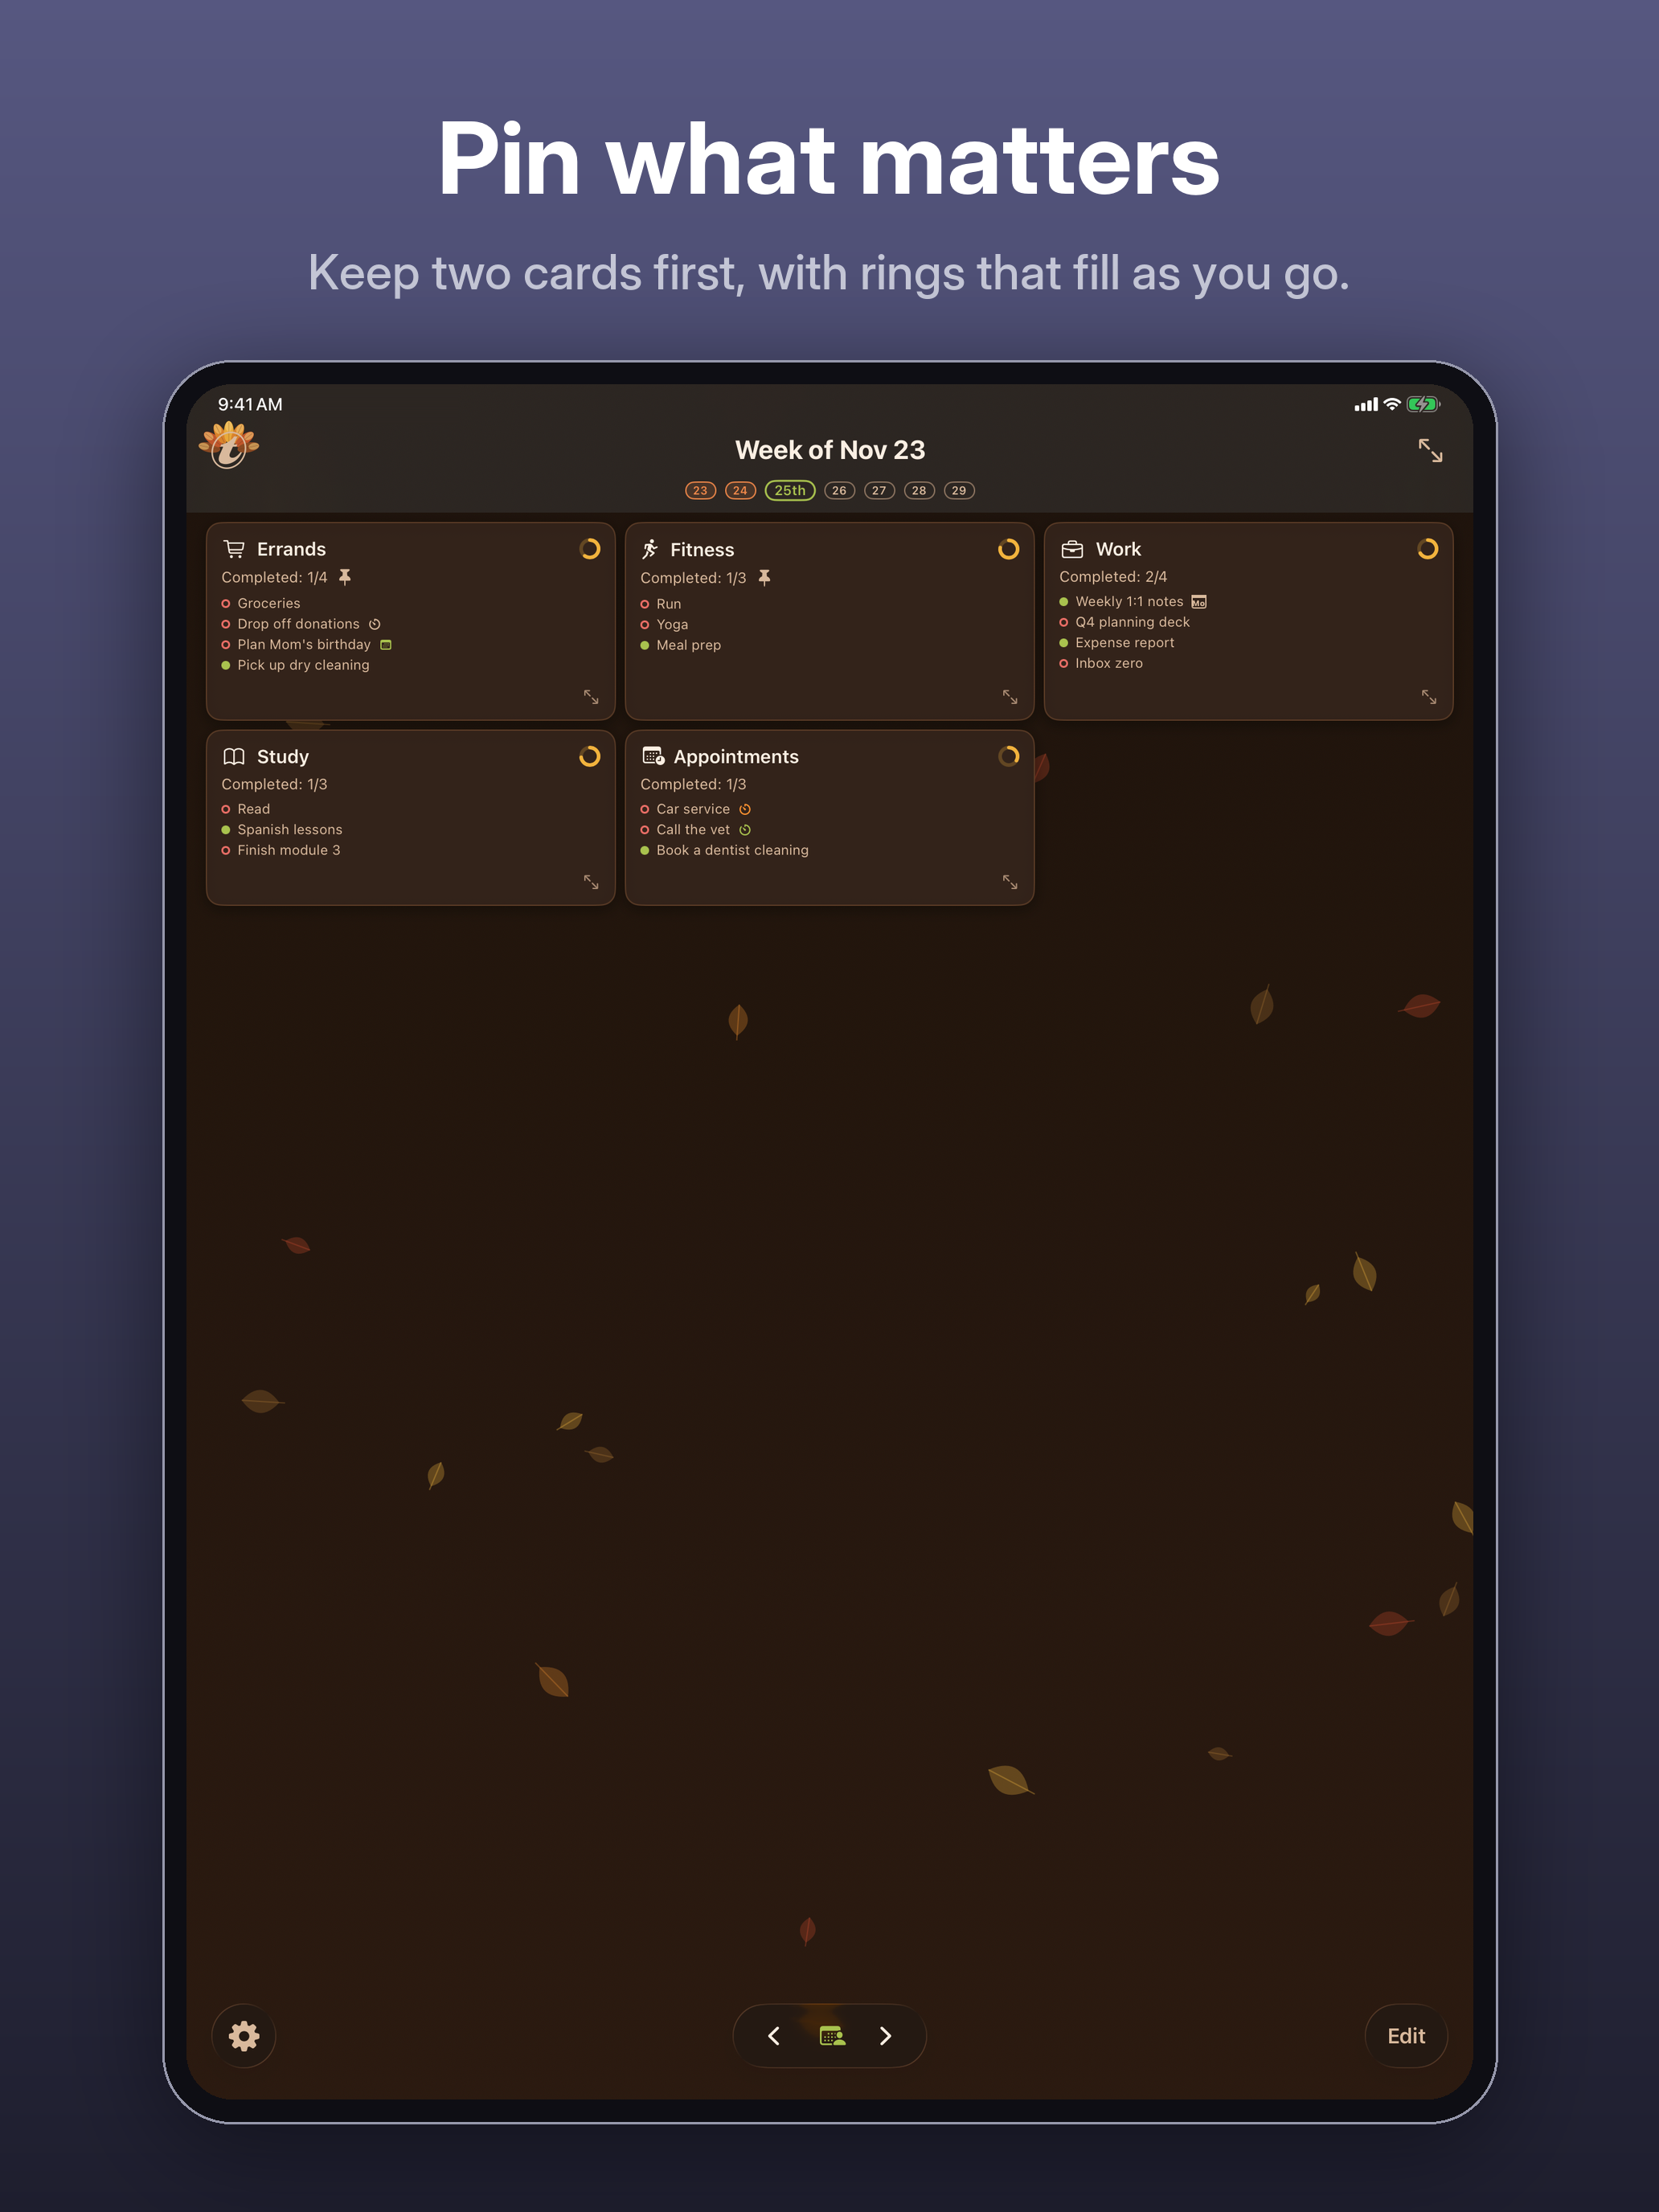 Pin what matters
Keep two cards first, with rings that fill as you go.
9:41 AM
t
Week of Nov 23
23 24 25th 26 27 28 29
Errands
Completed: 1/4
Groceries
Drop off donations
Plan Mom's birthday
Pick up dry cleaning
Fitness
Completed: 1/3
Run
Yoga
Meal prep
Work
Completed: 2/4
Weekly 1:1 notes Mo
Q4 planning deck
Expense report
Inbox zero
Study
Completed: 1/3
Read
Spanish lessons
Finish module 3
Appointments
Completed: 1/3
Car service
Call the vet
Book a dentist cleaning
Edit